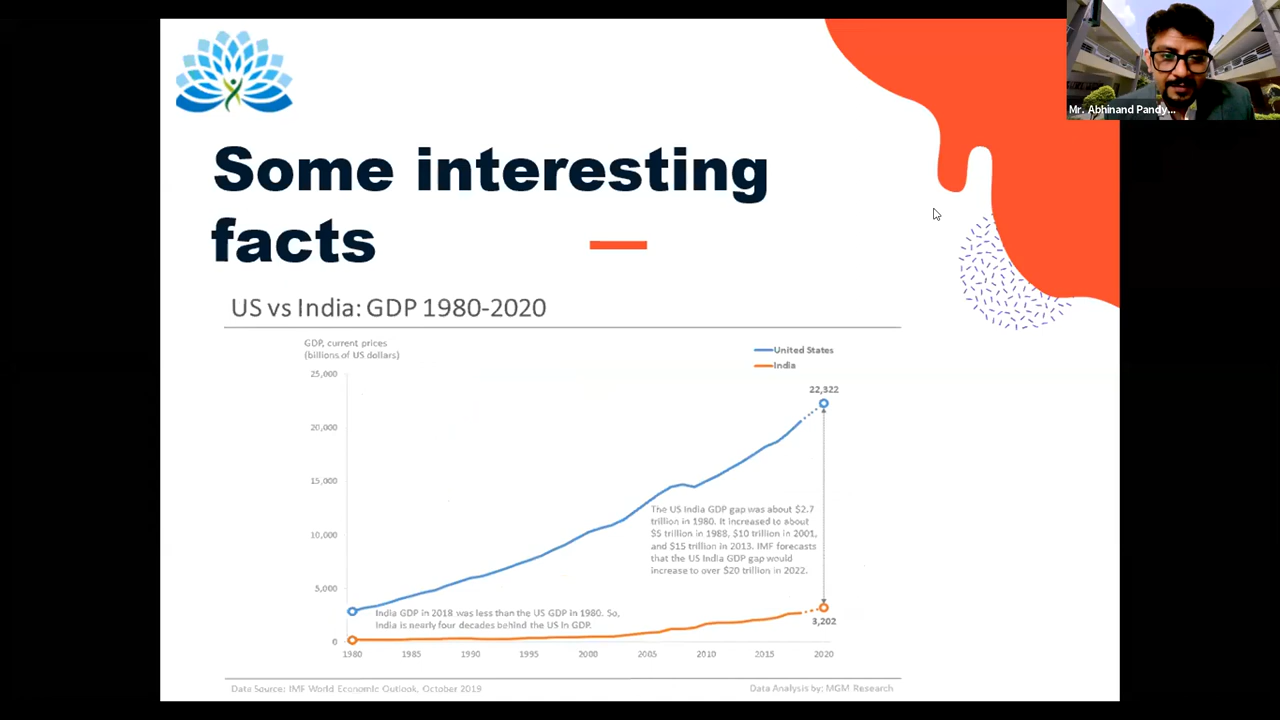 Mr. Abhinand Pandy...
Some interesting
facts
US vs India: GDP 1980-2020
GDP, current prices
(billions of US dollars)
United States
India
25,000
20,000
15,000
10,000
5,000
0
22,322
The US India GDP gap was about $2.7
trillion in 1980. It increased to about
$5 trillion in 1988, $10 trillion in 2001,
and $15 trillion in 2013. IMF forecasts
that the US India GDP gap would
increase to over $20 trillion in 2022.
India GDP in 2018 was less than the US GDP in 1980. So,
India is nearly four decades behind the US in GDP.
3,202
1980 1985 1990 1995 2000 2005 2010 2015 2020
Data Source: IMF World Economic Outlook, October 2019
Data Analysis by: MGM Research